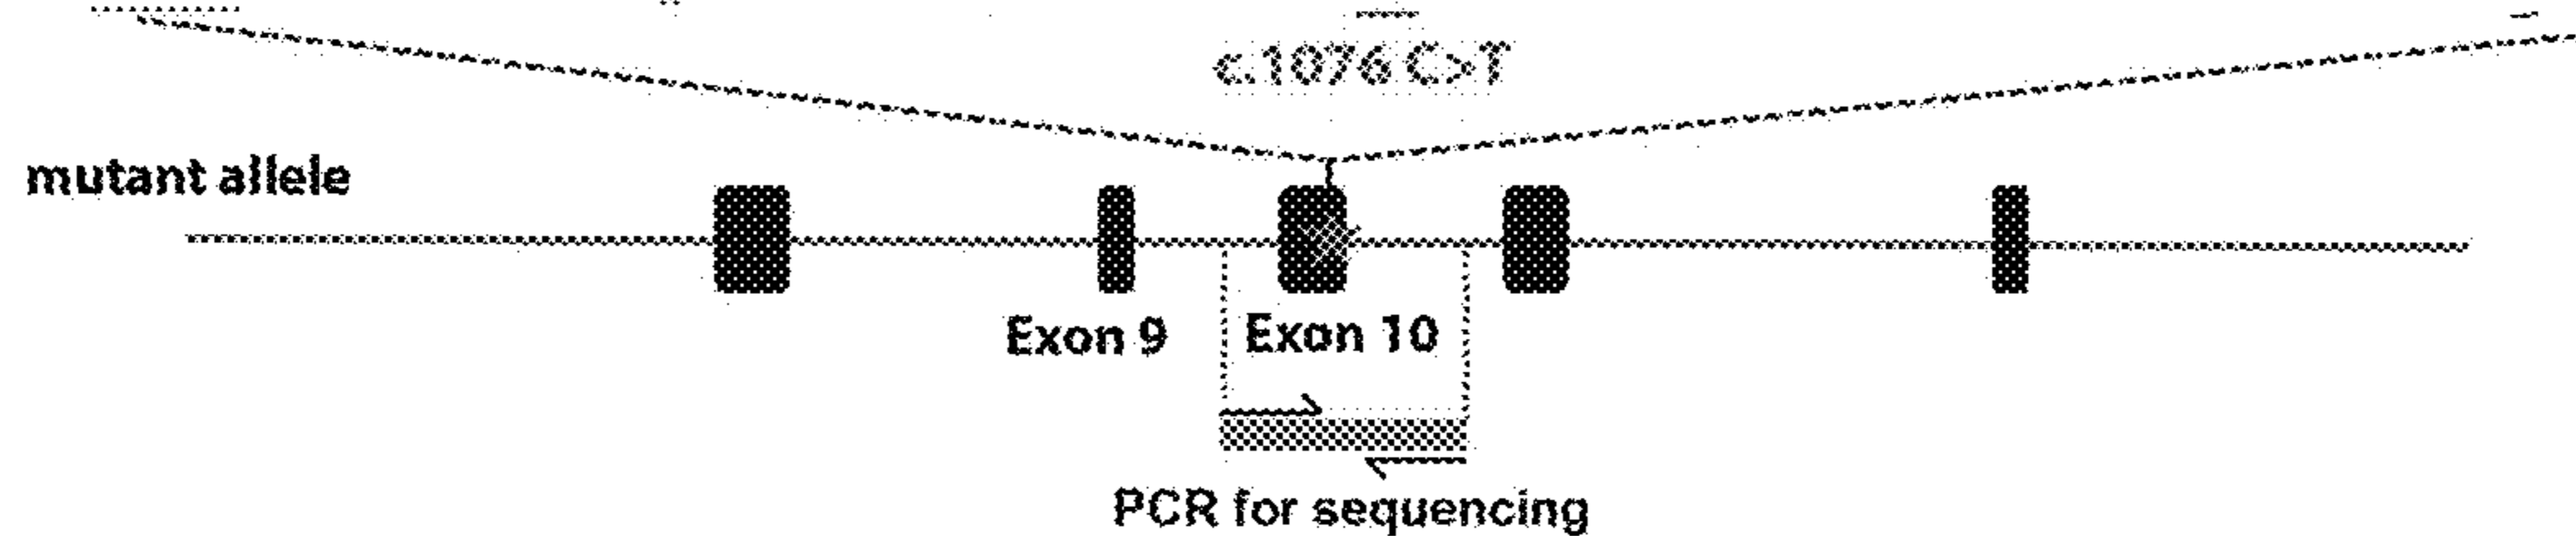 c.1076 C>T
mutant allele
Exon 9
Exon 10
PCR for sequencing